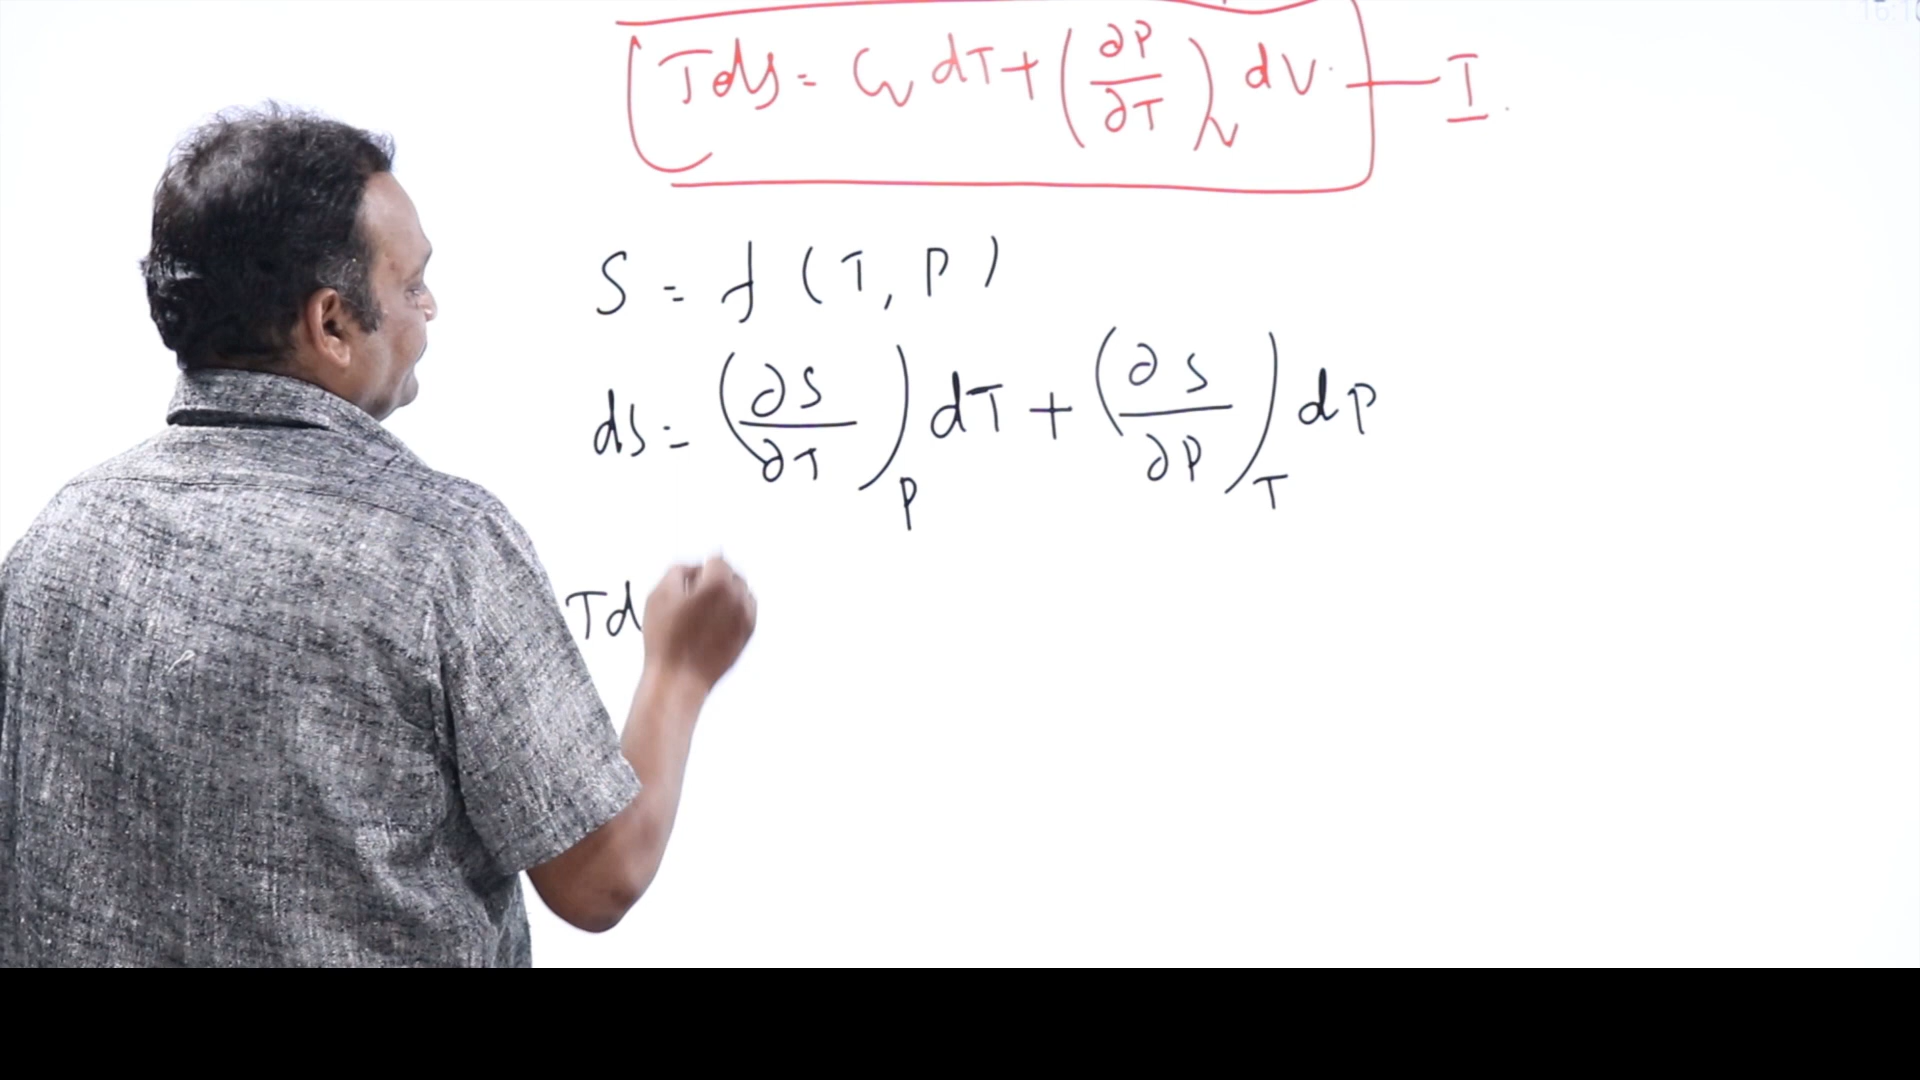 Tds = Cv dT + (∂P/∂T)v dV — I
S = f (T, P)
ds = (∂S/∂T)P dT + (∂S/∂P)T dP
Td